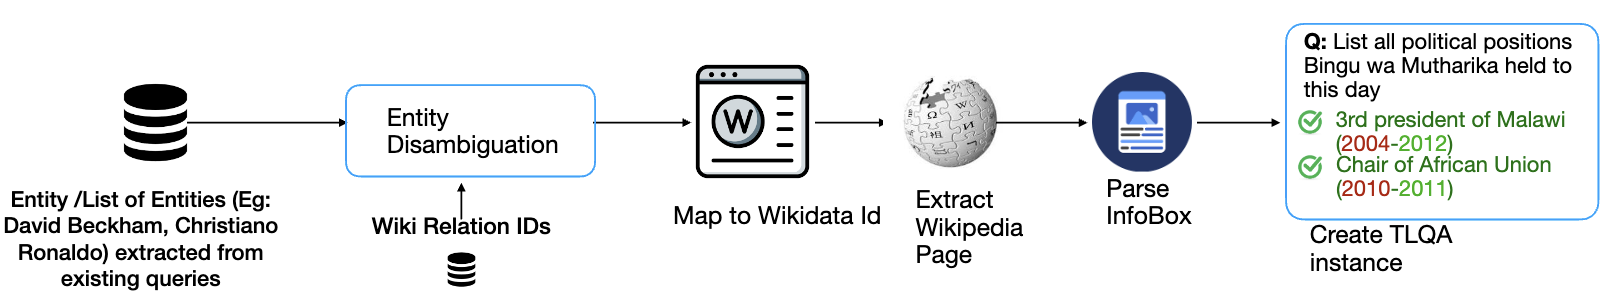 Entity /List of Entities (Eg:
David Beckham, Christiano
Ronaldo) extracted from
existing queries
Entity
Disambiguation
Wiki Relation IDs
W
Map to Wikidata Id
Extract
Wikipedia
Page
Parse
InfoBox
Q: List all political positions
Bingu wa Mutharika held to
this day
3rd president of Malawi
(2004-2012)
Chair of African Union
(2010-2011)
Create TLQA
instance